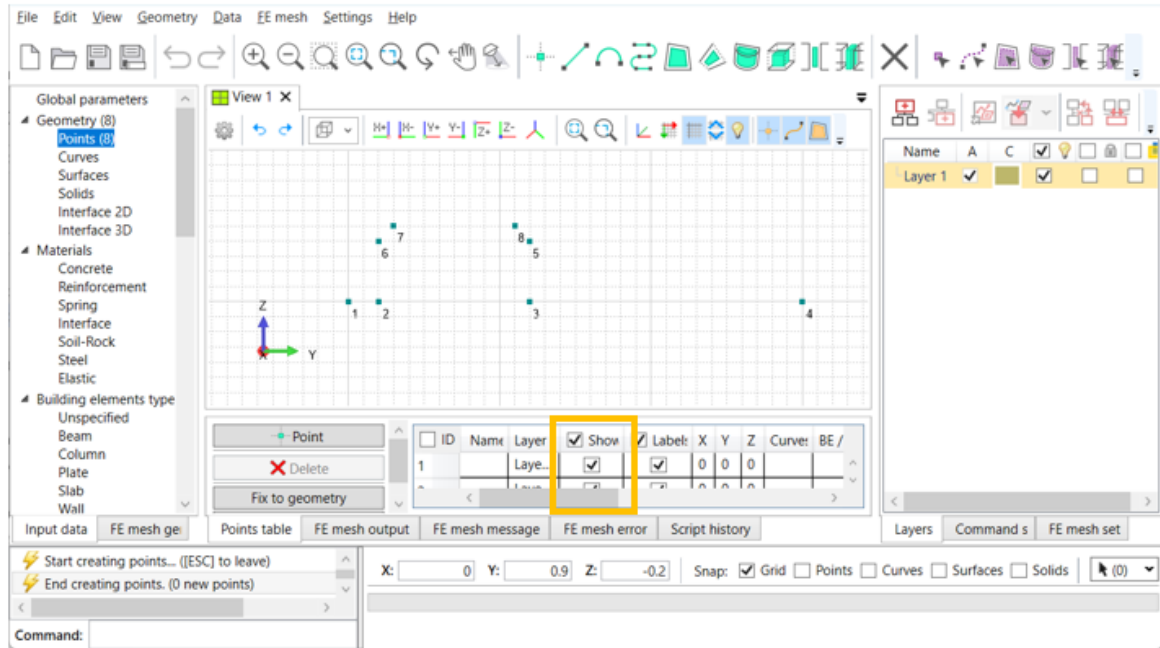 File Edit View Geometry Data FE mesh Settings Help
Global parameters
Geometry (8)
Points (8)
Curves
Surfaces
Solids
Interface 2D
Interface 3D
Materials
Concrete
Reinforcement
Spring
Interface
Soil-Rock
Steel
Elastic
Building elements type
Unspecified
Beam
Column
Plate
Slab
Wall
Input data FE mesh ge
View 1
X+ X- Y+ Y- Z+ Z-
7
6
8
5
1 2 3 4
Z
X Y
Point
Delete
Fix to geometry
ID Name Layer Show Labels X Y Z Curves BE /
1 Laye... 0 0 0
Points table FE mesh output FE mesh message FE mesh error Script history
Name A C
Layer 1
Layers Command s FE mesh set
Start creating points... ([ESC] to leave)
End creating points. (0 new points)
Command:
X: 0 Y: 0.9 Z: -0.2 Snap: Grid Points Curves Surfaces Solids (0)